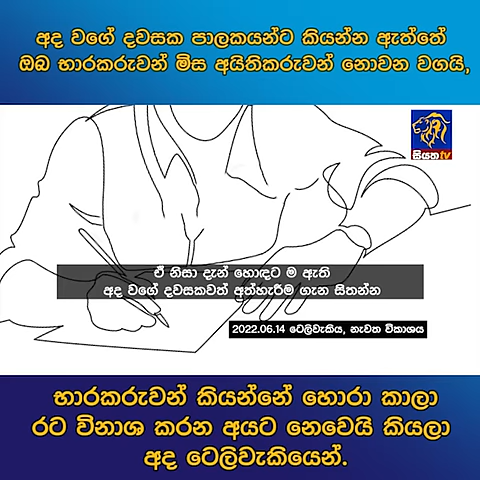 අද වගේ දවසක පාලකයන්ට කියන්න ඇත්තේ
ඔබ භාරකරුවන් මිස අයිතිකරුවන් නොවන වගයි,
සියත tv
ඒ නිසා දැන් හොඳට ම ඇති
අද වගේ දවසකවත් අත්හැරීම ගැන සිතන්න
2022.06.14 ටෙලිවැකිය, නැවත විකාශය
භාරකරුවන් කියන්නේ හොරා කාලා
රට විනාශ කරන අයට නෙවෙයි කියලා
අද ටෙලිවැකියෙන්.